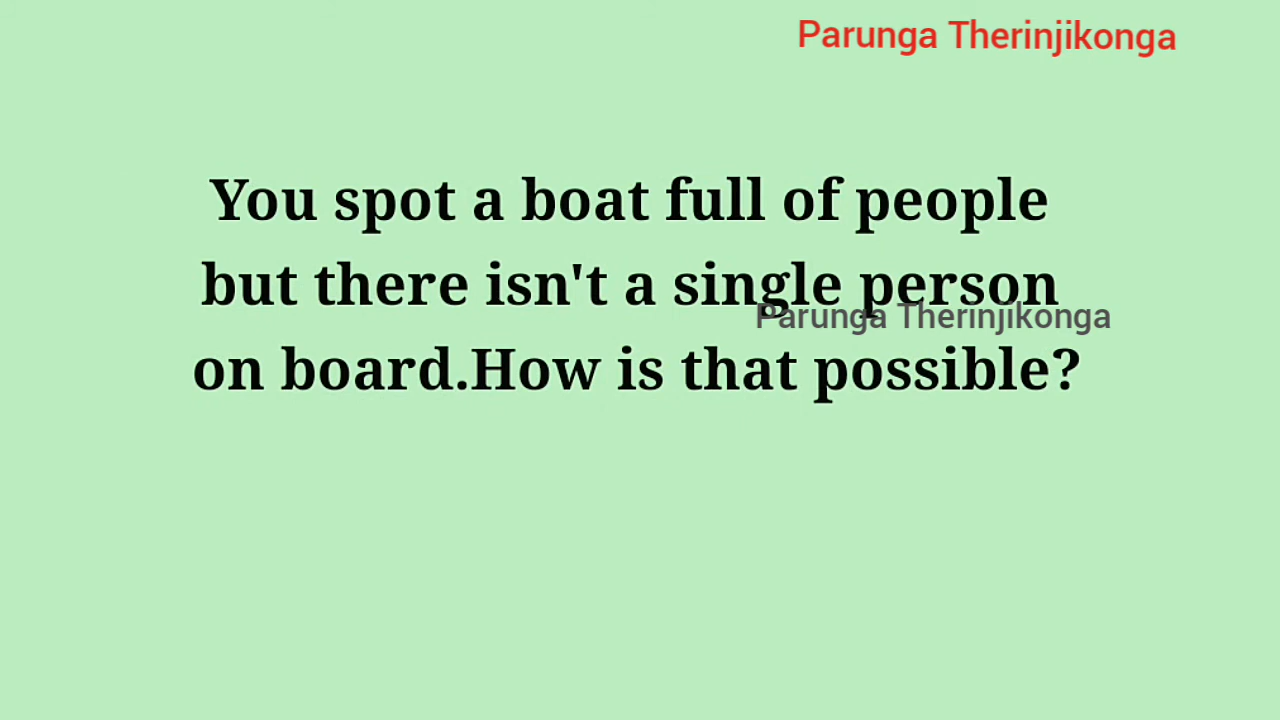 Parunga Therinjikonga
You spot a boat full of people
but there isn't a single person
Parunga Therinjikonga
on board.How is that possible?